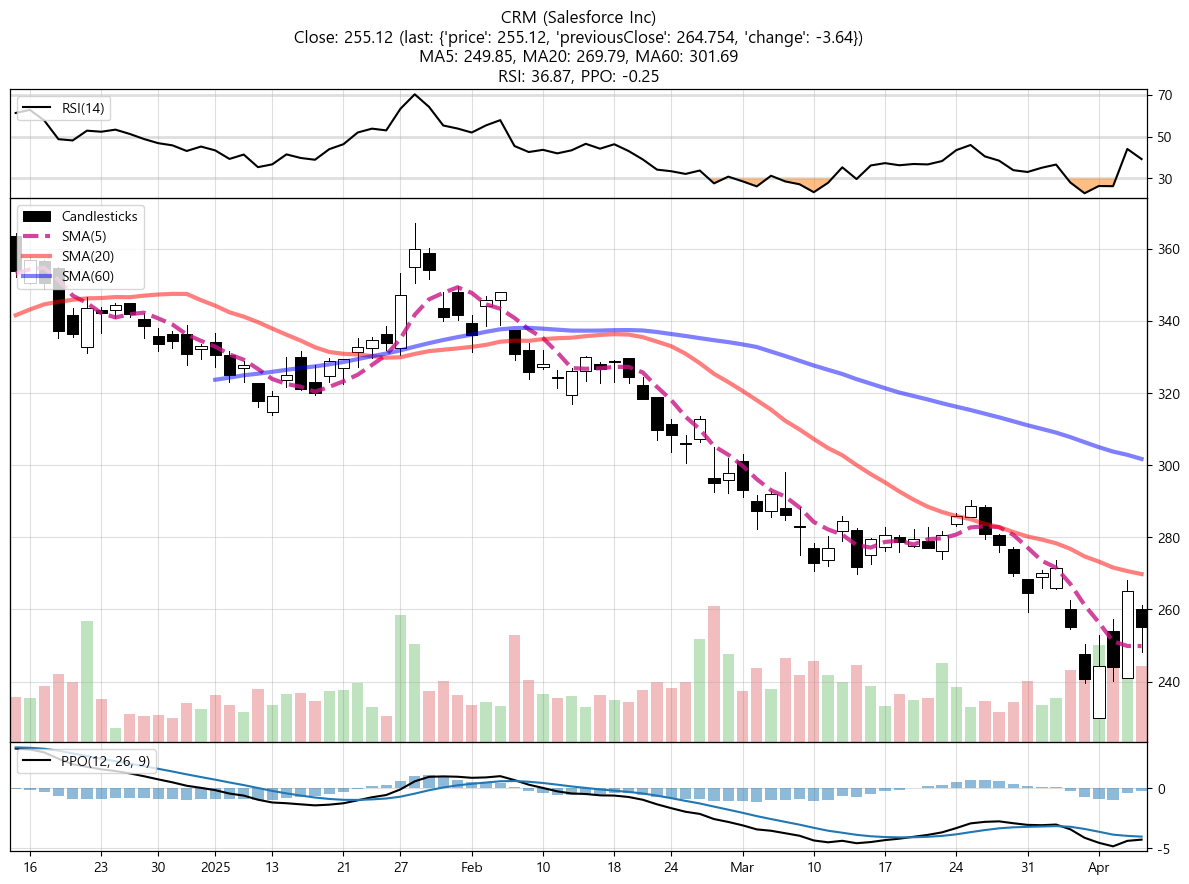 CRM (Salesforce Inc)
Close: 255.12 (last: {'price': 255.12, 'previousClose': 264.754, 'change': -3.64})
MA5: 249.85, MA20: 269.79, MA60: 301.69
RSI: 36.87, PPO: -0.25
RSI(14)
70
50
30
Candlesticks
SMA(5)
SMA(20)
SMA(60)
360
340
320
300
280
260
240
PPO(12, 26, 9)
0
-5
16 23 30 2025 13 21 27 Feb 10 18 24 Mar 10 17 24 31 Apr